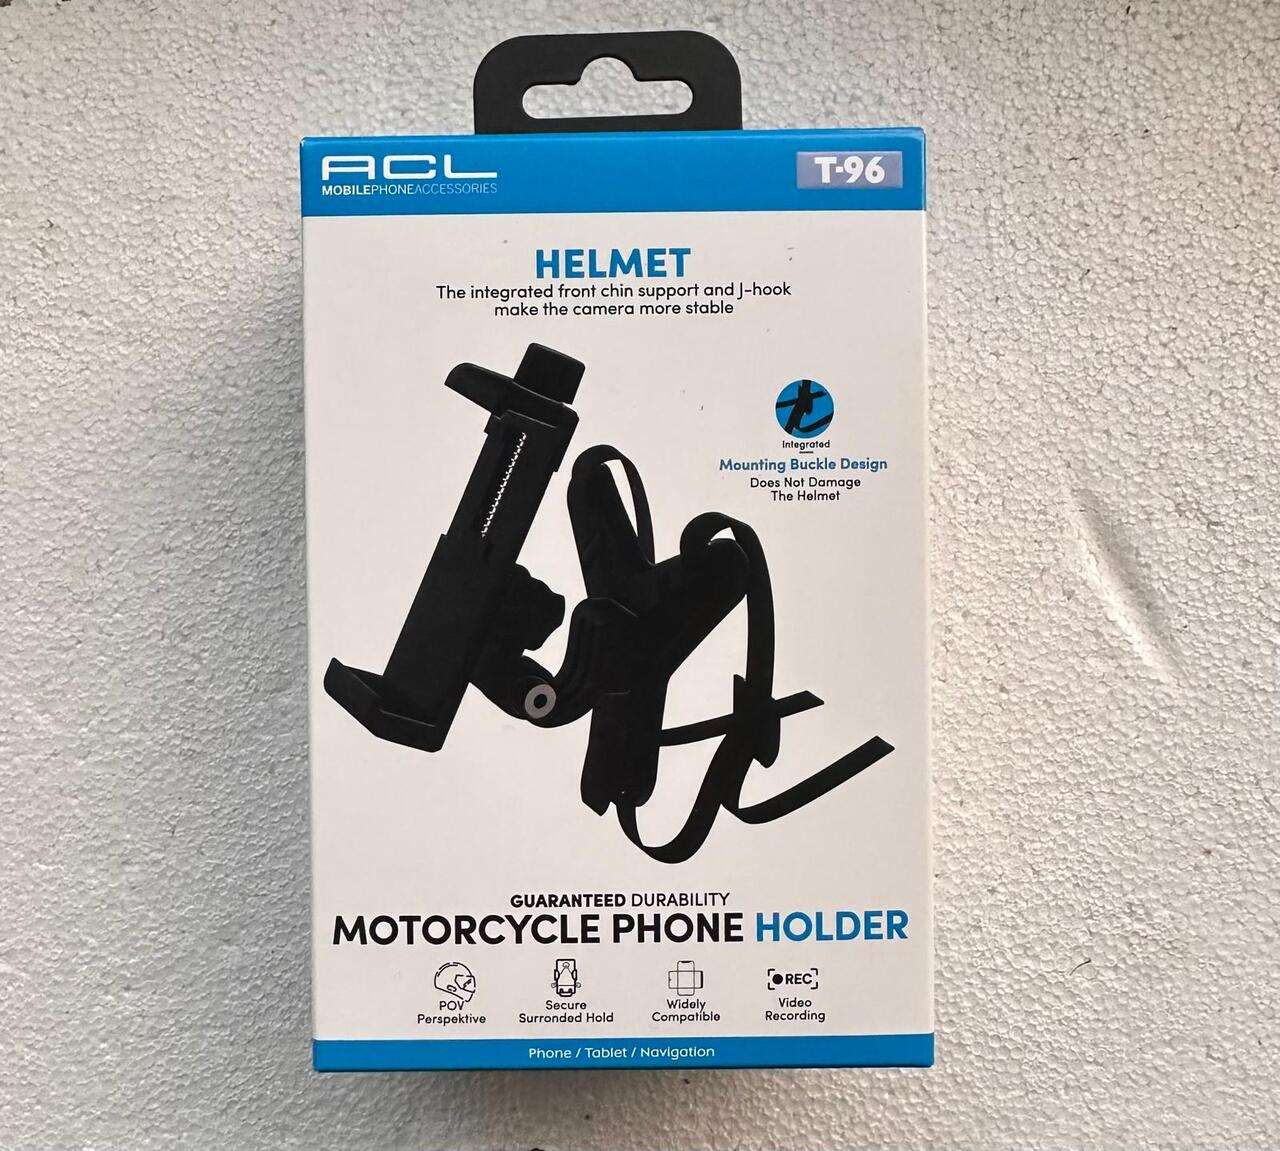 ACL
MOBILEPHONEACCESSORIES
T-96
HELMET
The integrated front chin support and J-hook
make the camera more stable
Integrated
Mounting Buckle Design
Does Not Damage
The Helmet
GUARANTEED DURABILITY
MOTORCYCLE PHONE HOLDER
POV
Perspektive
Secure
Surronded Hold
Widely
Compatible
REC
Video
Recording
Phone / Tablet / Navigation